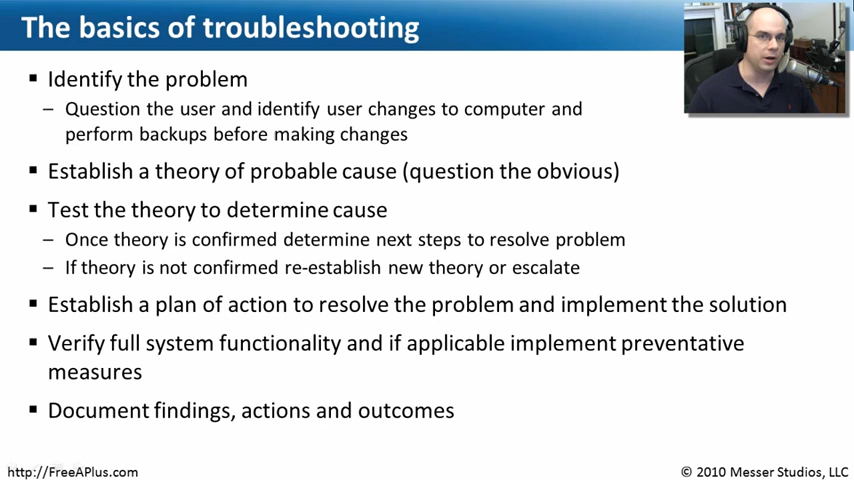 The basics of troubleshooting
▪ Identify the problem
– Question the user and identify user changes to computer and
perform backups before making changes
▪ Establish a theory of probable cause (question the obvious)
▪ Test the theory to determine cause
– Once theory is confirmed determine next steps to resolve problem
– If theory is not confirmed re-establish new theory or escalate
▪ Establish a plan of action to resolve the problem and implement the solution
▪ Verify full system functionality and if applicable implement preventative
measures
▪ Document findings, actions and outcomes
http://FreeAPlus.com
© 2010 Messer Studios, LLC